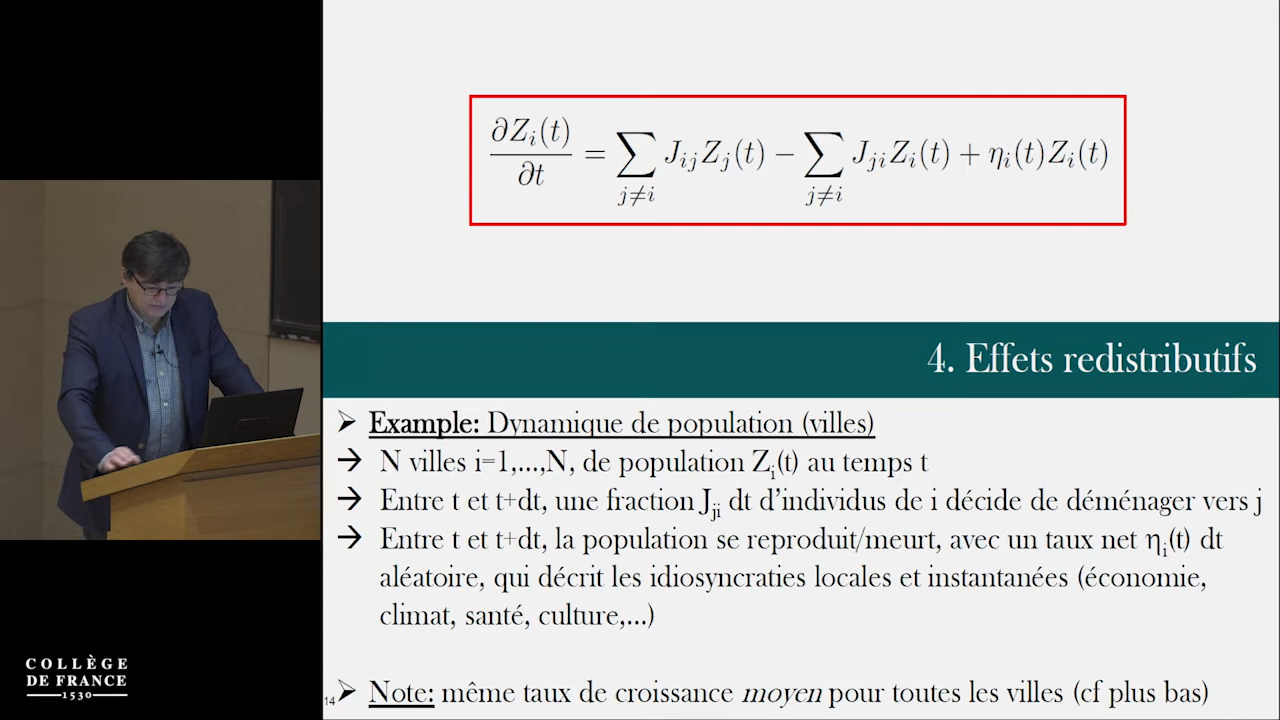 ∂Z_i(t)/∂t = ∑_{j≠i} J_{ij}Z_j(t) − ∑_{j≠i} J_{ji}Z_i(t) + η_i(t)Z_i(t)
4. Effets redistributifs
➢ Example: Dynamique de population (villes)
→ N villes i=1,...,N, de population Z_i(t) au temps t
→ Entre t et t+dt, une fraction J_{ji} dt d'individus de i décide de déménager vers j
→ Entre t et t+dt, la population se reproduit/meurt, avec un taux net η_i(t) dt
aléatoire, qui décrit les idiosyncraties locales et instantanées (économie,
climat, santé, culture,...)
➢ Note: même taux de croissance moyen pour toutes les villes (cf plus bas)
14
COLLÈGE
DE FRANCE
1530